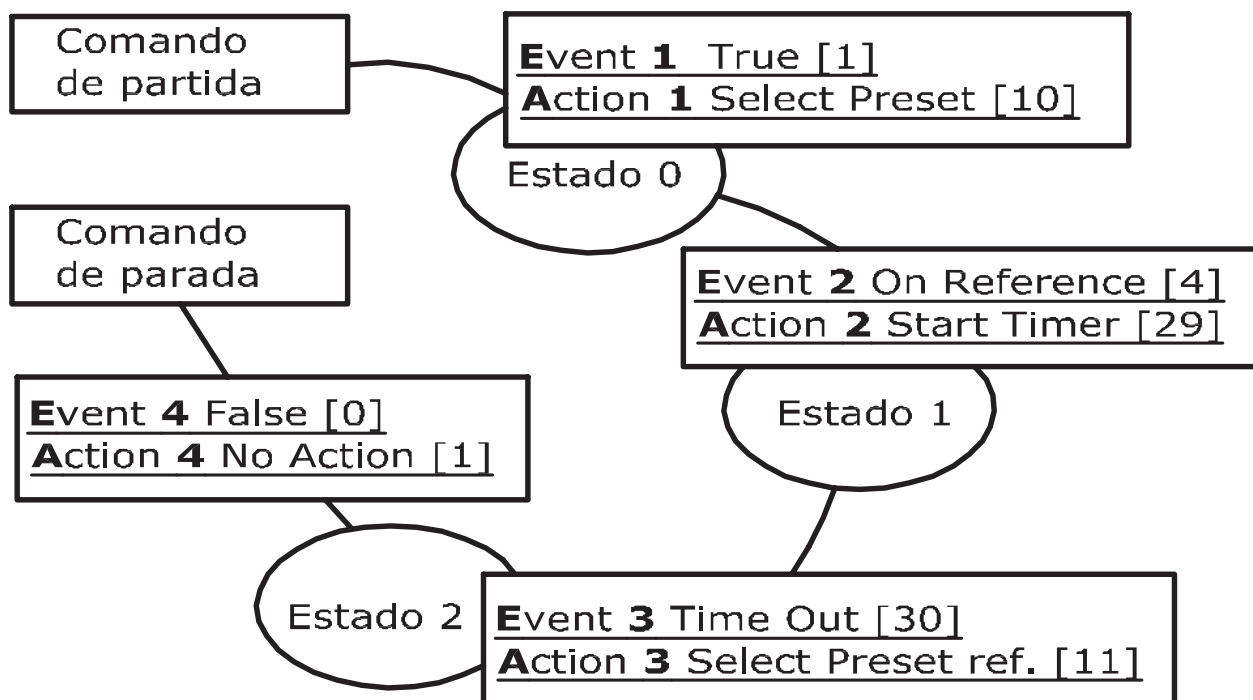 Comando
de partida
Event 1 True [1]
Action 1 Select Preset [10]
Estado 0
Comando
de parada
Event 2 On Reference [4]
Action 2 Start Timer [29]
Event 4 False [0]
Action 4 No Action [1]
Estado 1
Estado 2
Event 3 Time Out [30]
Action 3 Select Preset ref. [11]